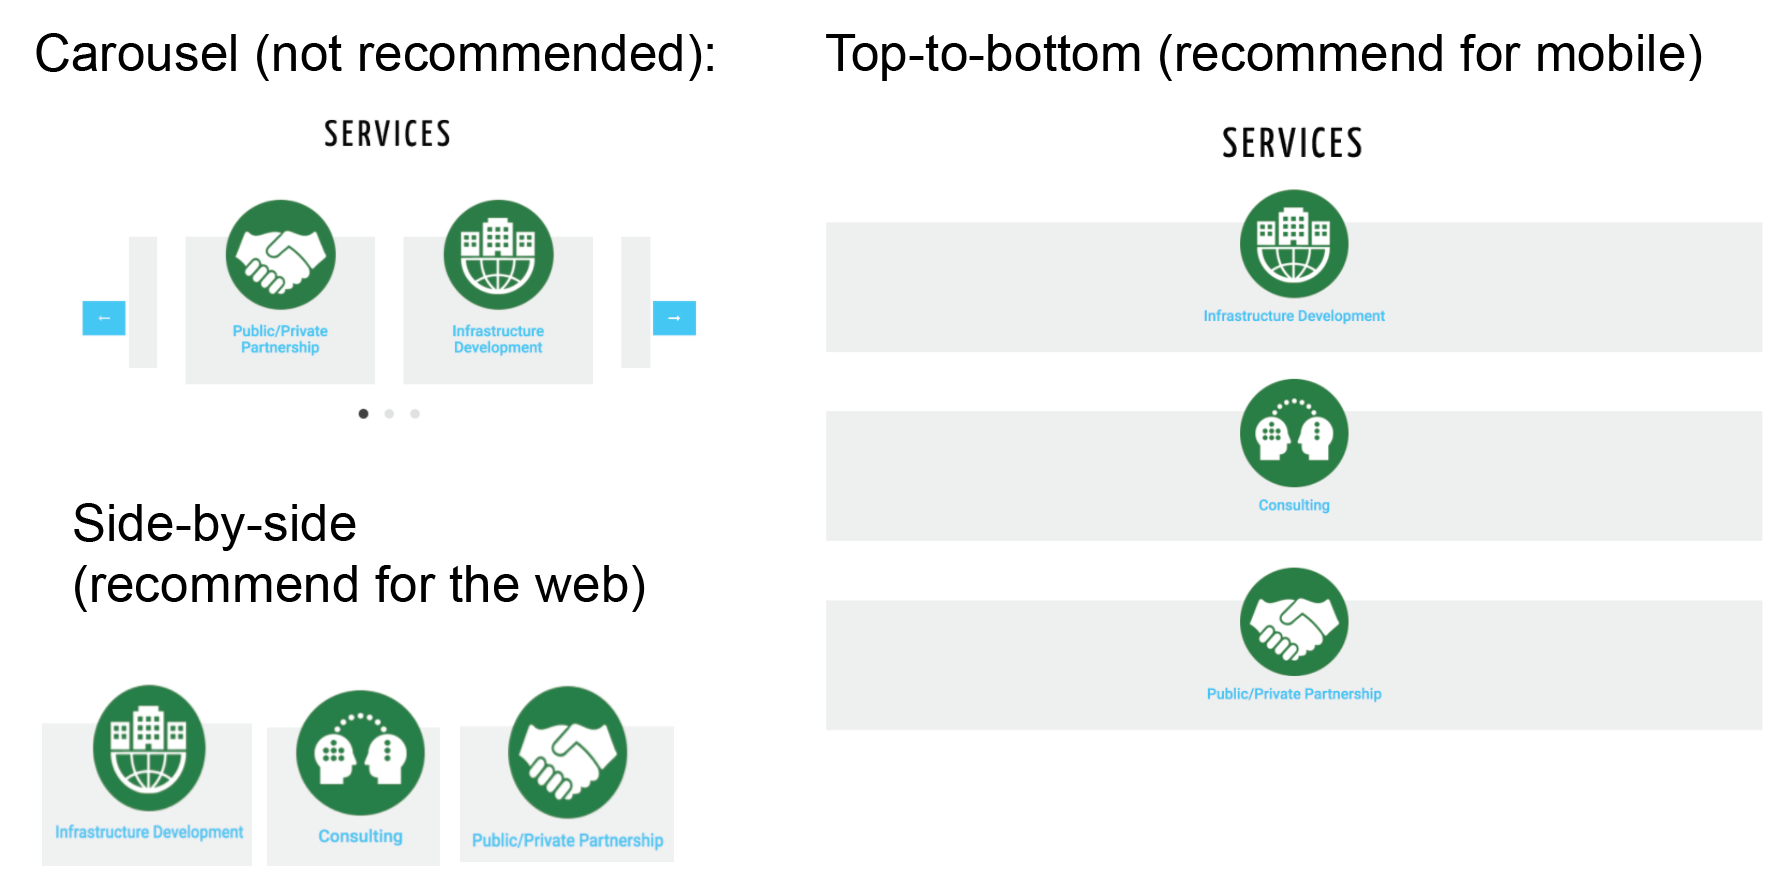 Carousel (not recommended):
SERVICES
Public/Private
Partnership
Infrastructure
Development
←
→
Side-by-side
(recommend for the web)
Infrastructure Development
Consulting
Public/Private Partnership
Top-to-bottom (recommend for mobile)
SERVICES
Infrastructure Development
Consulting
Public/Private Partnership